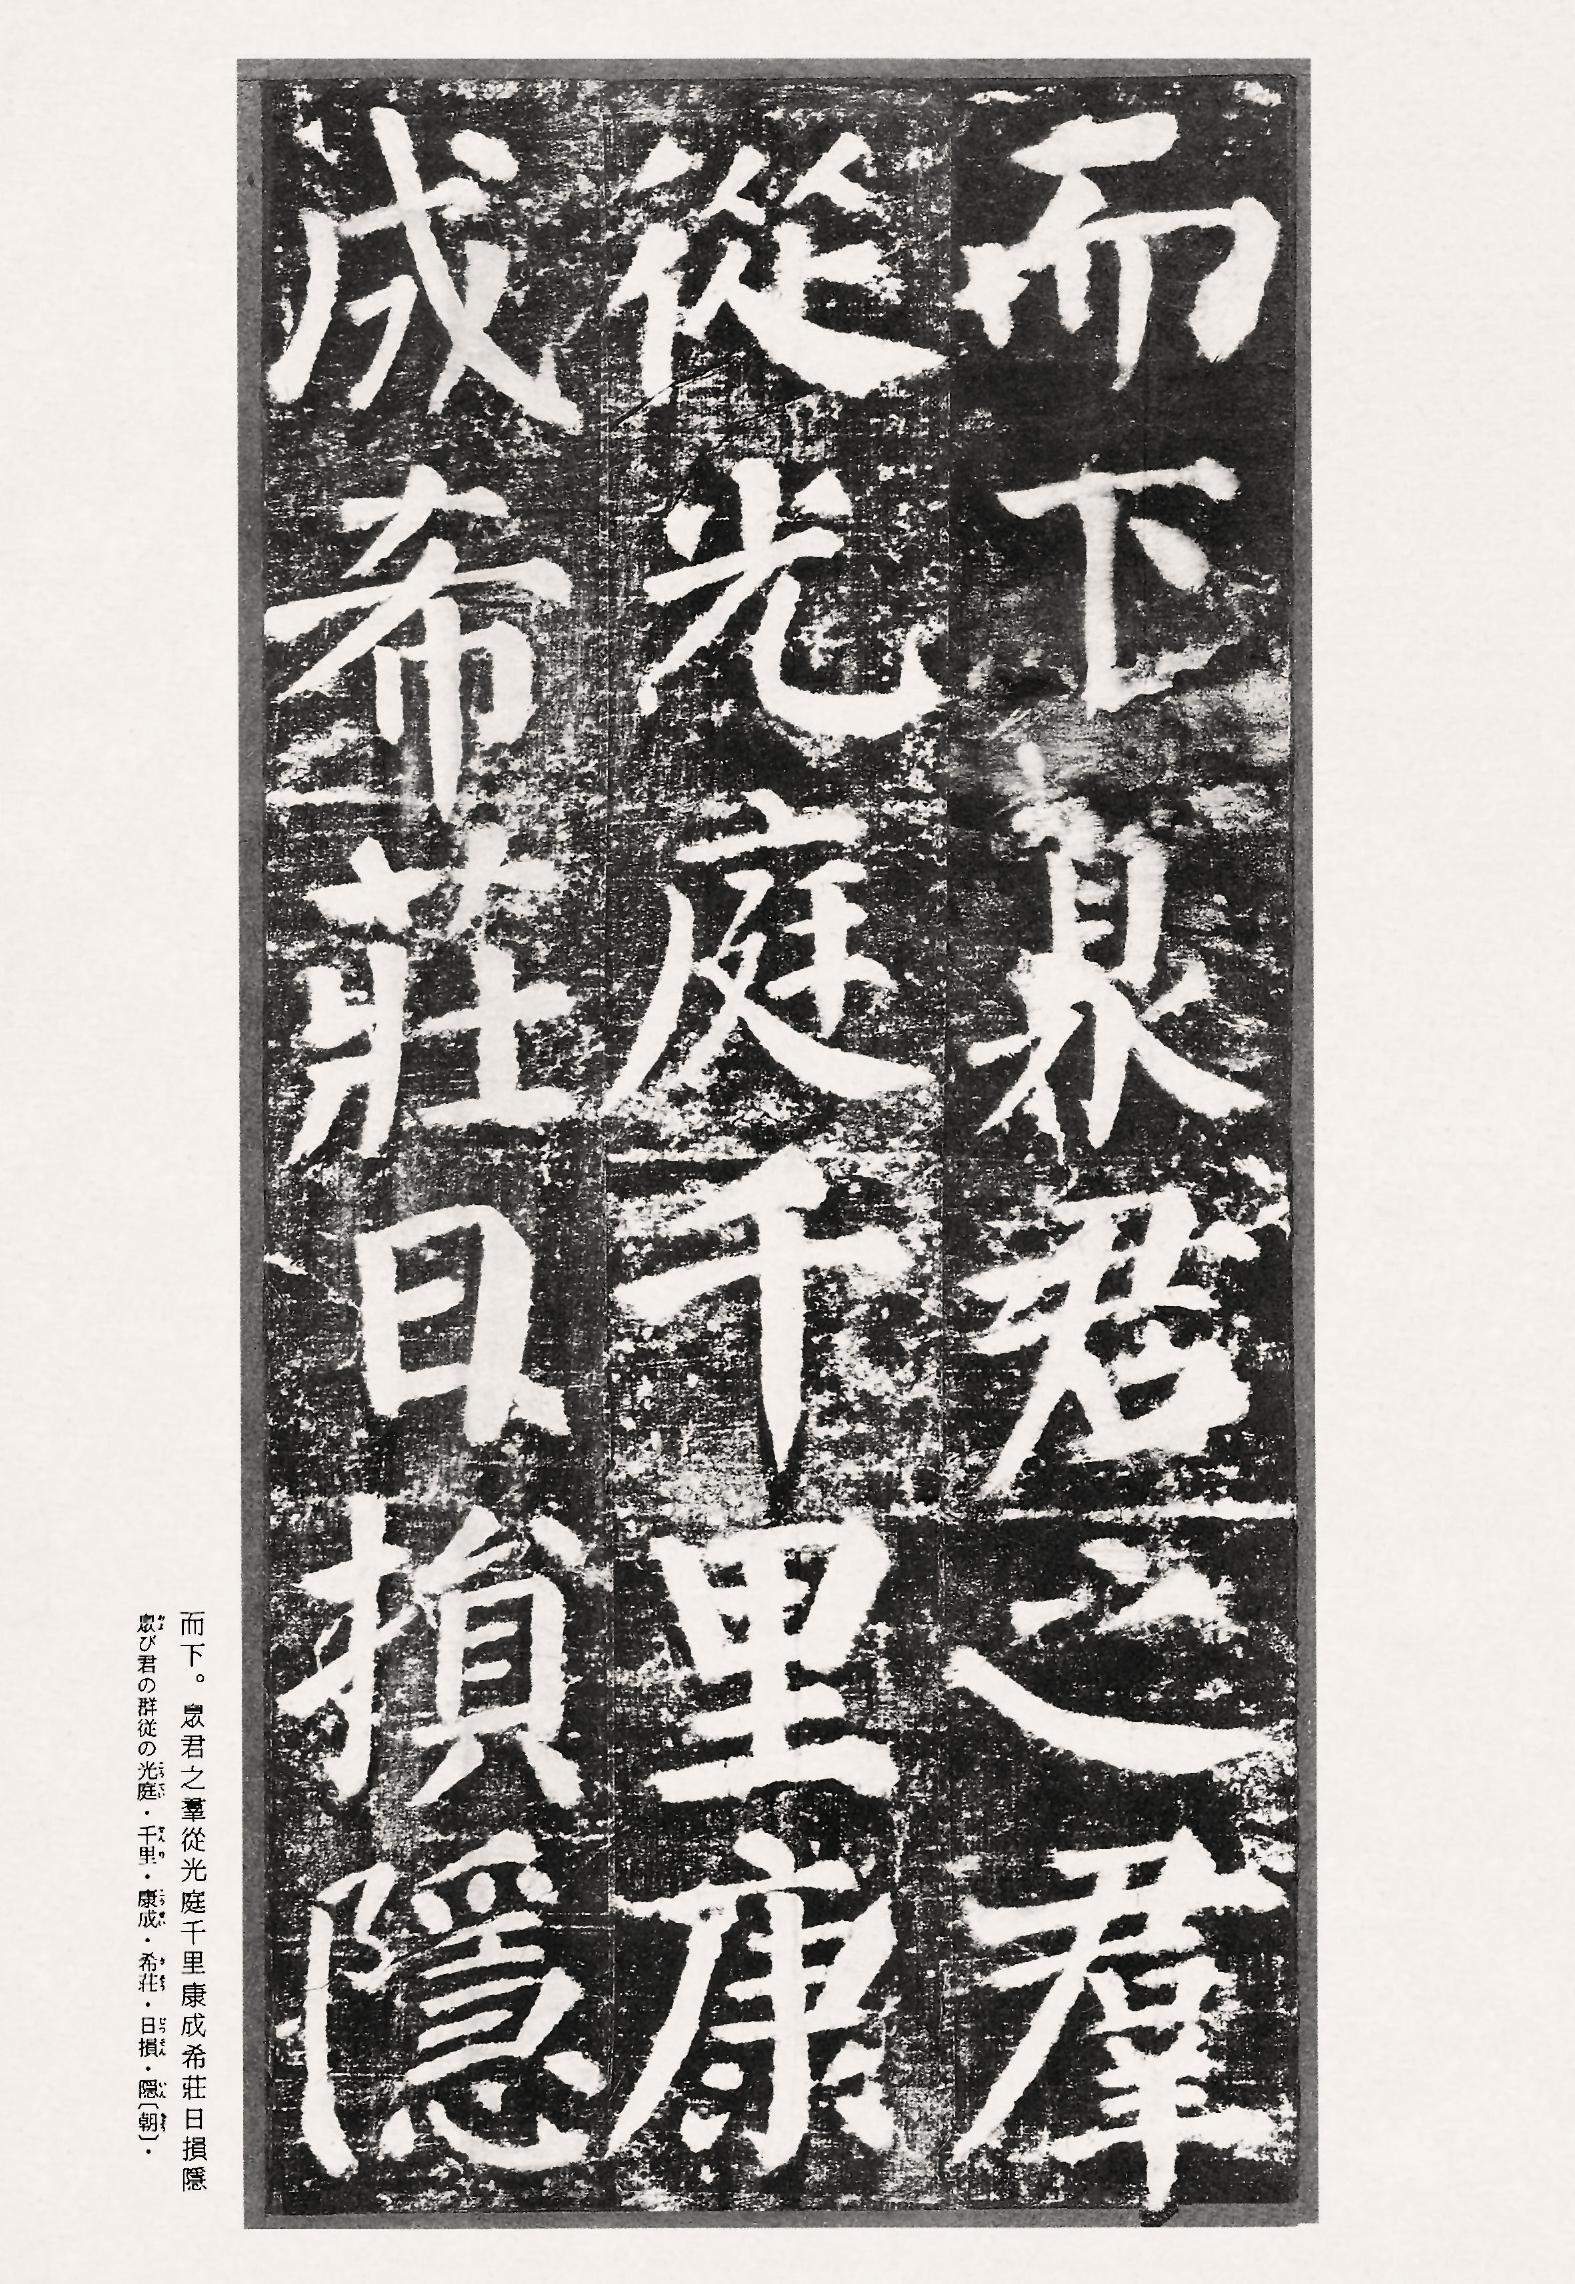 而下泉君之羣
從光庭千里康
成希莊日損隱
而下。泉君之羣從光庭千里康成希莊日損隱
泉び君の群従の光庭・千里・康成・希荘・日損・隠〔朝〕・